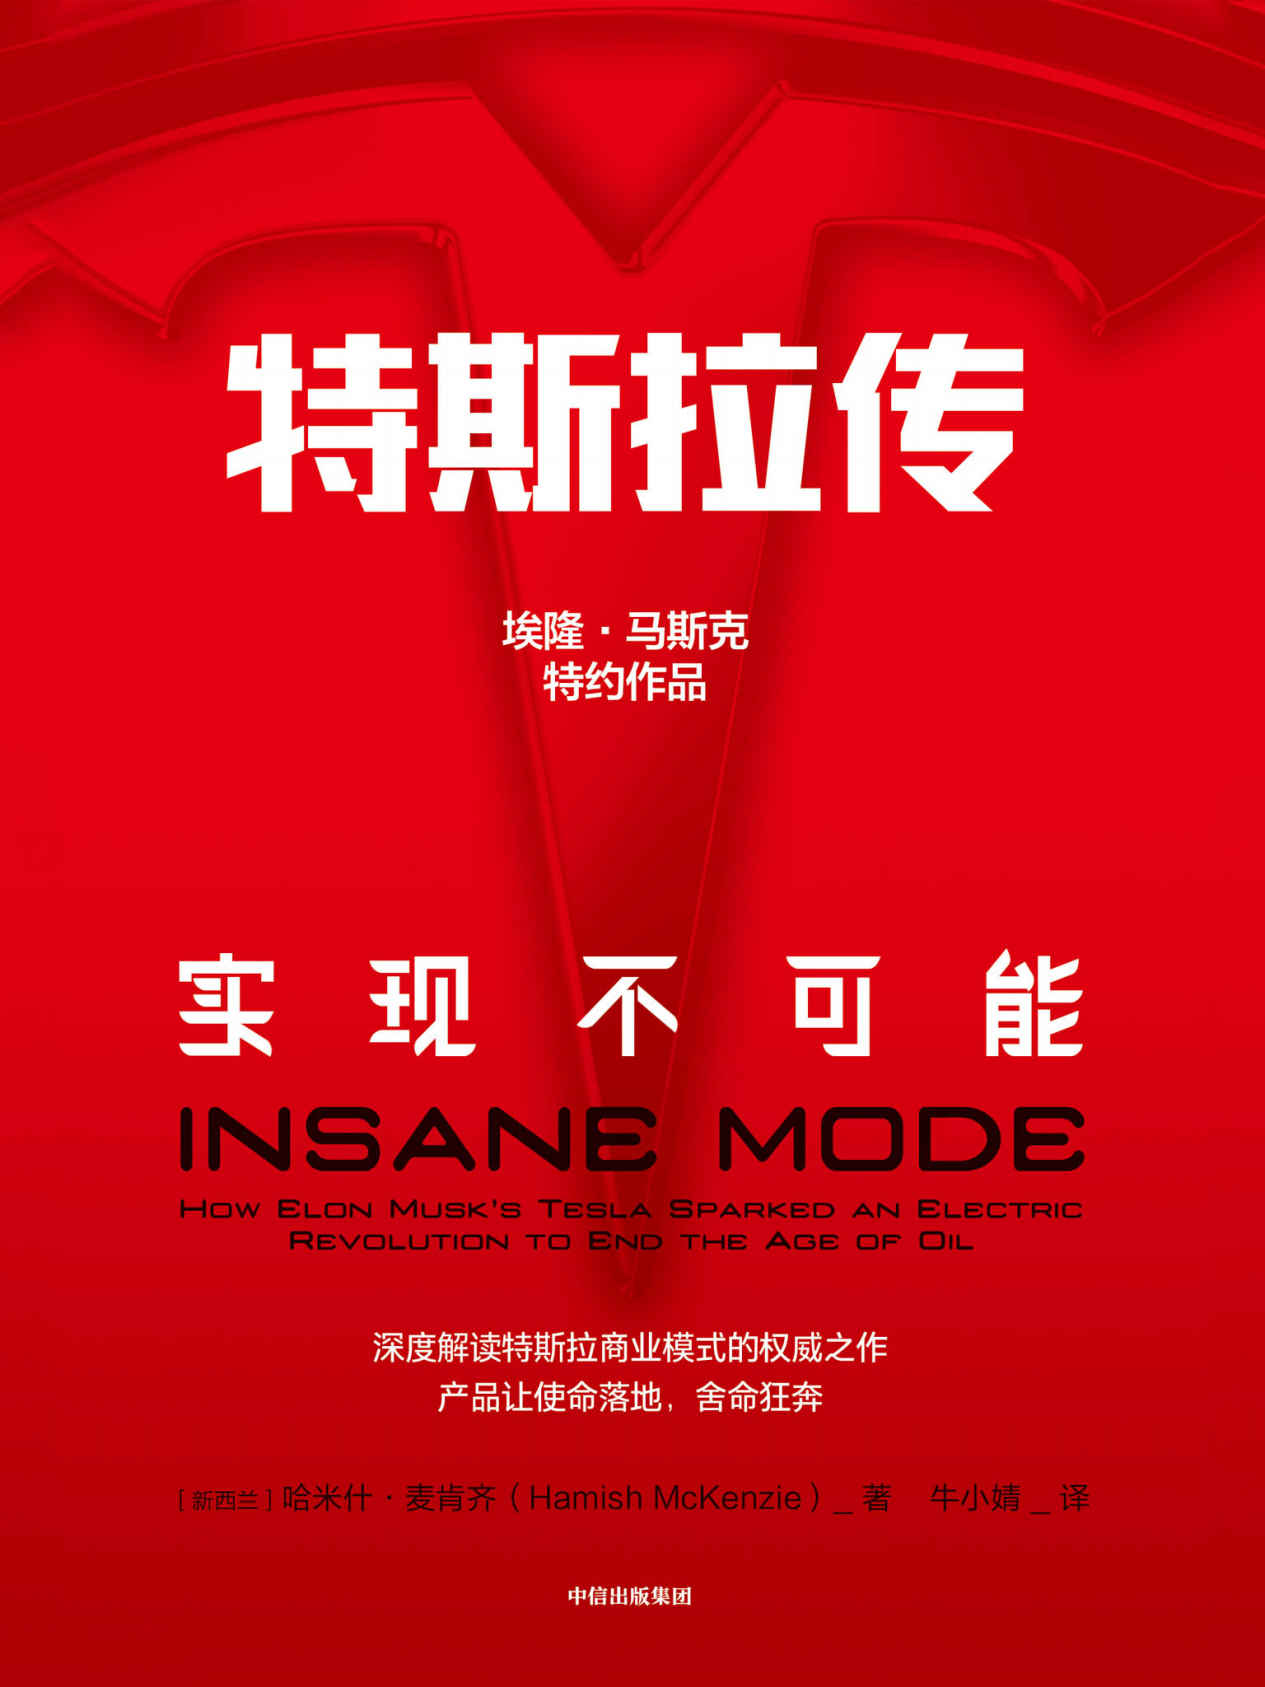 特斯拉传
埃隆·马斯克
特约作品
实现不可能
INSANE MODE
HOW ELON MUSK'S TESLA SPARKED AN ELECTRIC
REVOLUTION TO END THE AGE OF OIL
深度解读特斯拉商业模式的权威之作
产品让使命落地，舍命狂奔
[新西兰]哈米什·麦肯齐（Hamish McKenzie）_著 牛小婧_译
中信出版集团